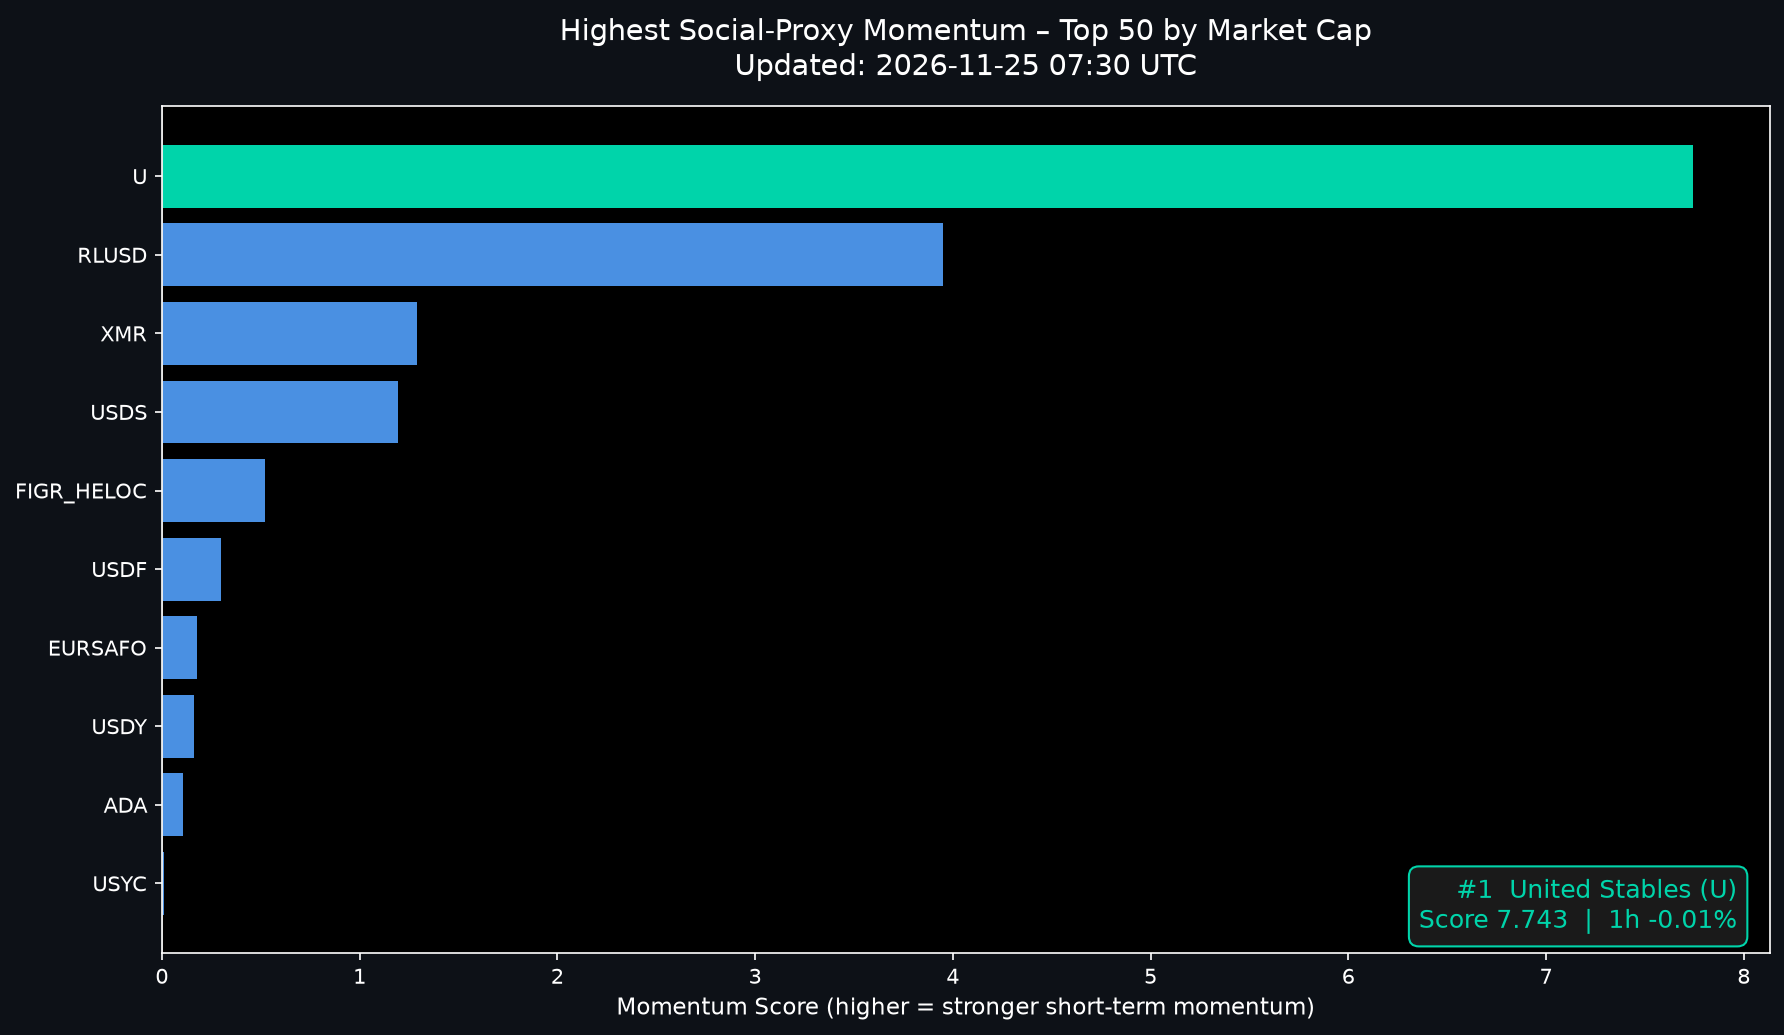 Highest Social-Proxy Momentum – Top 50 by Market Cap
Updated: 2026-11-25 07:30 UTC
U
RLUSD
XMR
USDS
FIGR_HELOC
USDF
EURSAFO
USDY
ADA
USYC
#1  United Stables (U)
Score 7.743  |  1h -0.01%
0 1 2 3 4 5 6 7 8
Momentum Score (higher = stronger short-term momentum)